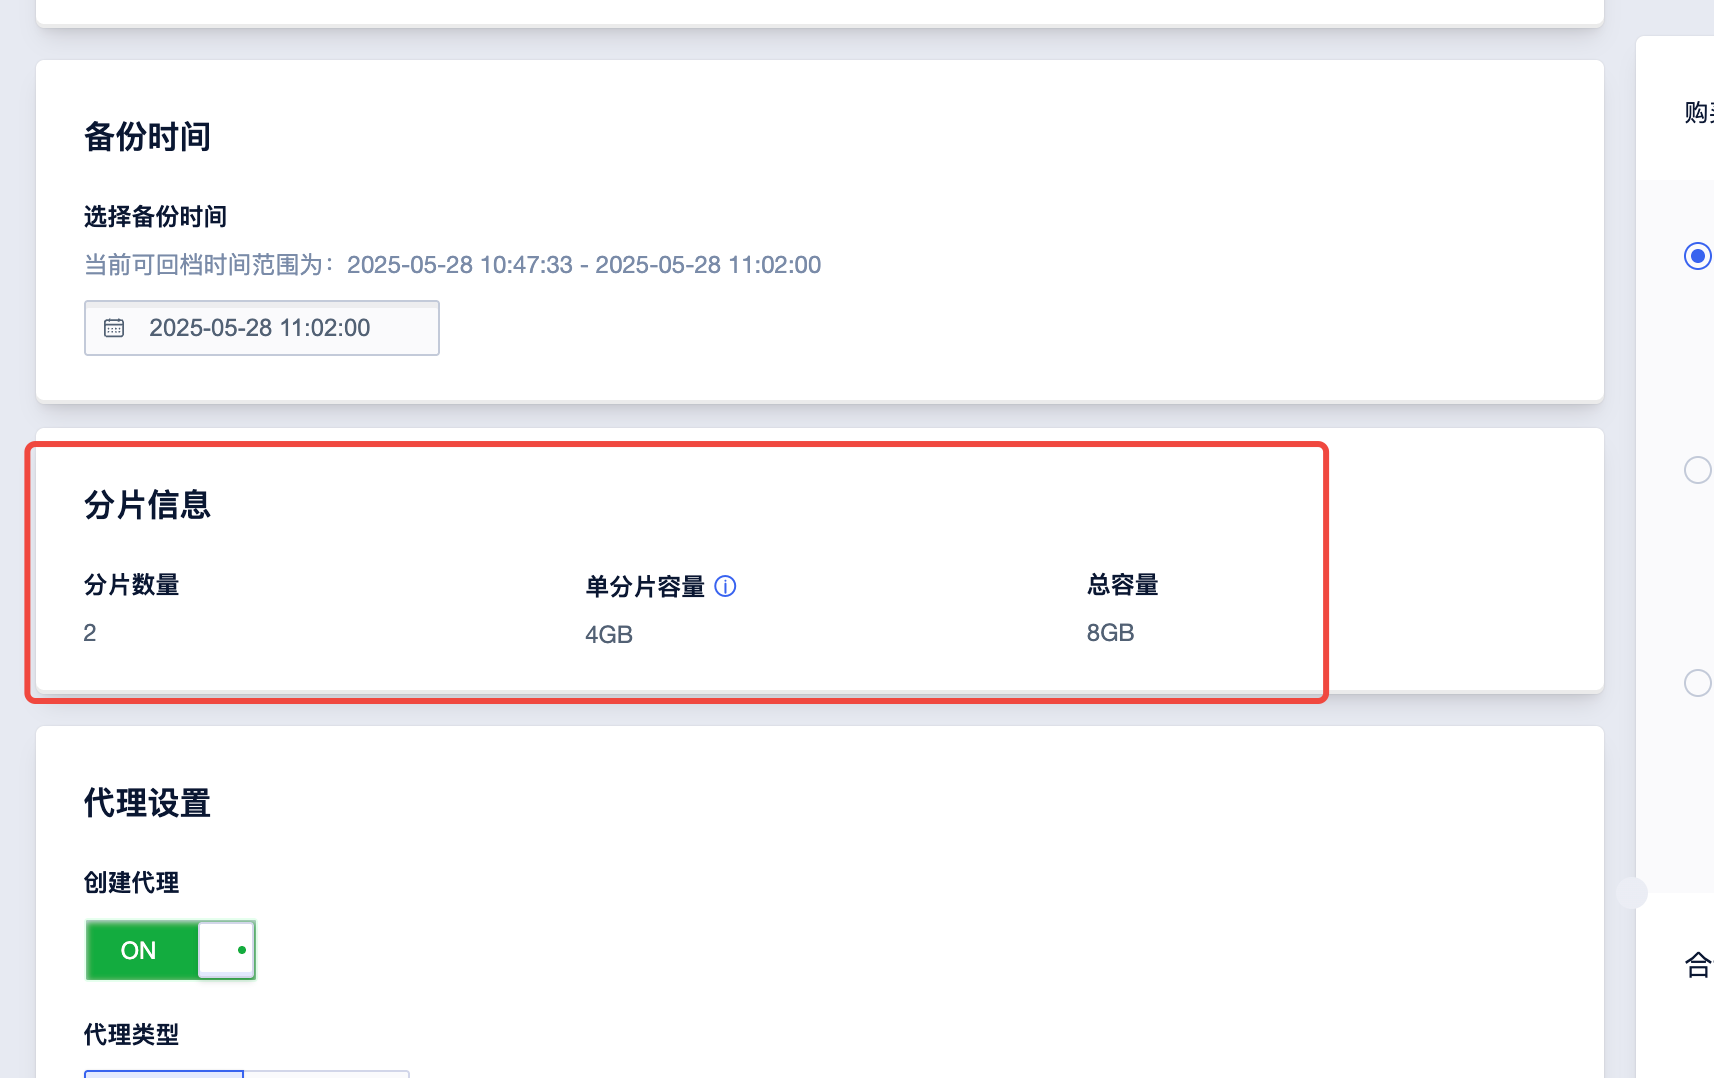 备份时间
选择备份时间
当前可回档时间范围为：2025-05-28 10:47:33 - 2025-05-28 11:02:00
2025-05-28 11:02:00
分片信息
分片数量 单分片容量 总容量
2 4GB 8GB
代理设置
创建代理
ON
代理类型
购
合